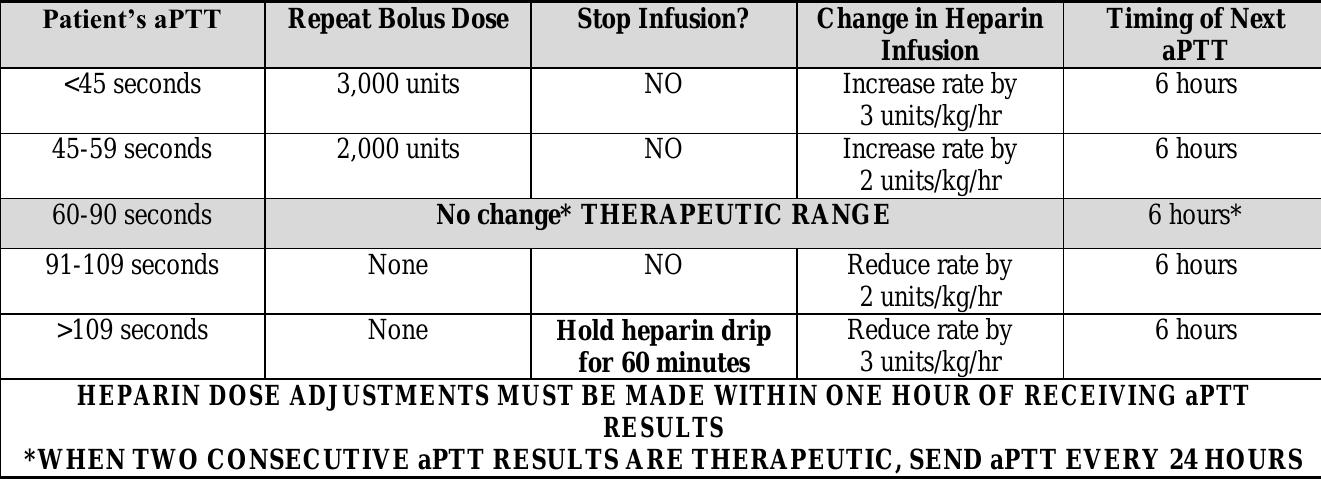 Patient’s aPTT Repeat Bolus Dose Stop Infusion? Change in Heparin Timing of Next
Infusion aPTT
<45 seconds 3,000 units NO Increase rate by 6 hours
3 units/kg/hr
45-59 seconds 2,000 units NO Increase rate by 6 hours
2 units/kg/hr
60-90 seconds No change* THERAPEUTIC RANGE 6 hours*
91-109 seconds None NO Reduce rate by 6 hours
2 units/kg/hr
>109 seconds None Hold heparin drip Reduce rate by 6 hours
for 60 minutes 3 units/kg/hr
HEPARIN DOSE ADJUSTMENTS MUST BE MADE WITHIN ONE HOUR OF RECEIVING aPTT
RESULTS
*WHEN TWO CONSECUTIVE aPTT RESULTS ARE THERAPEUTIC, SEND aPTT EVERY 24 HOURS